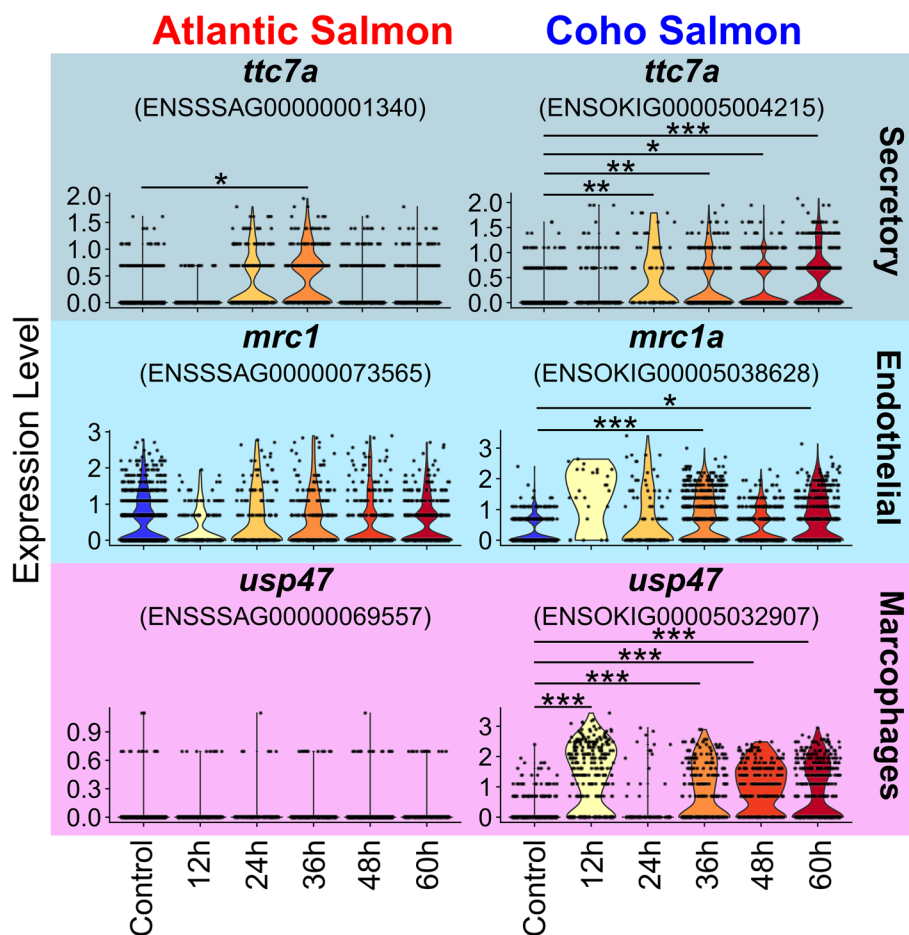 Atlantic Salmon Coho Salmon
ttc7a ttc7a
(ENSSSAG00000001340) (ENSOKIG00005004215)
***
*
* **
**
2.0 2.0
1.5 1.5
1.0 1.0
0.5 0.5
0.0 0.0
Secretory
mrc1 mrc1a
(ENSSSAG00000073565) (ENSOKIG00005038628)
*
***
3 3
2 2
1 1
0 0
Endothelial
Expression Level
usp47 usp47
(ENSSSAG00000069557) (ENSOKIG00005032907)
***
***
***
***
0.9 3
0.6 2
0.3 1
0.0 0
Marcophages
Control 12h 24h 36h 48h 60h Control 12h 24h 36h 48h 60h